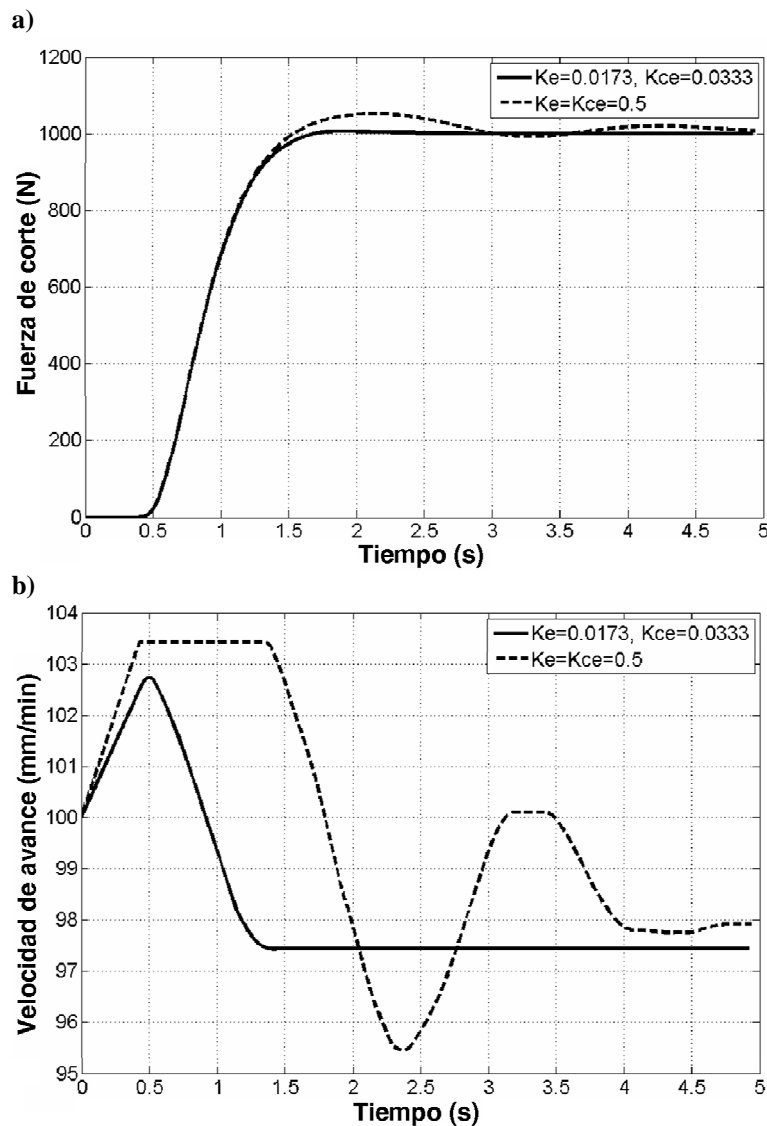 a)
1200
1000
800
600
400
200
0
Fuerza de corte (N)
Ke=0.0173, Kce=0.0333
Ke=Kce=0.5
0 0.5 1 1.5 2 2.5 3 3.5 4 4.5 5
Tiempo (s)
b)
104
103
102
101
100
99
98
97
96
95
Velocidad de avance (mm/min)
Ke=0.0173, Kce=0.0333
Ke=Kce=0.5
0 0.5 1 1.5 2 2.5 3 3.5 4 4.5 5
Tiempo (s)